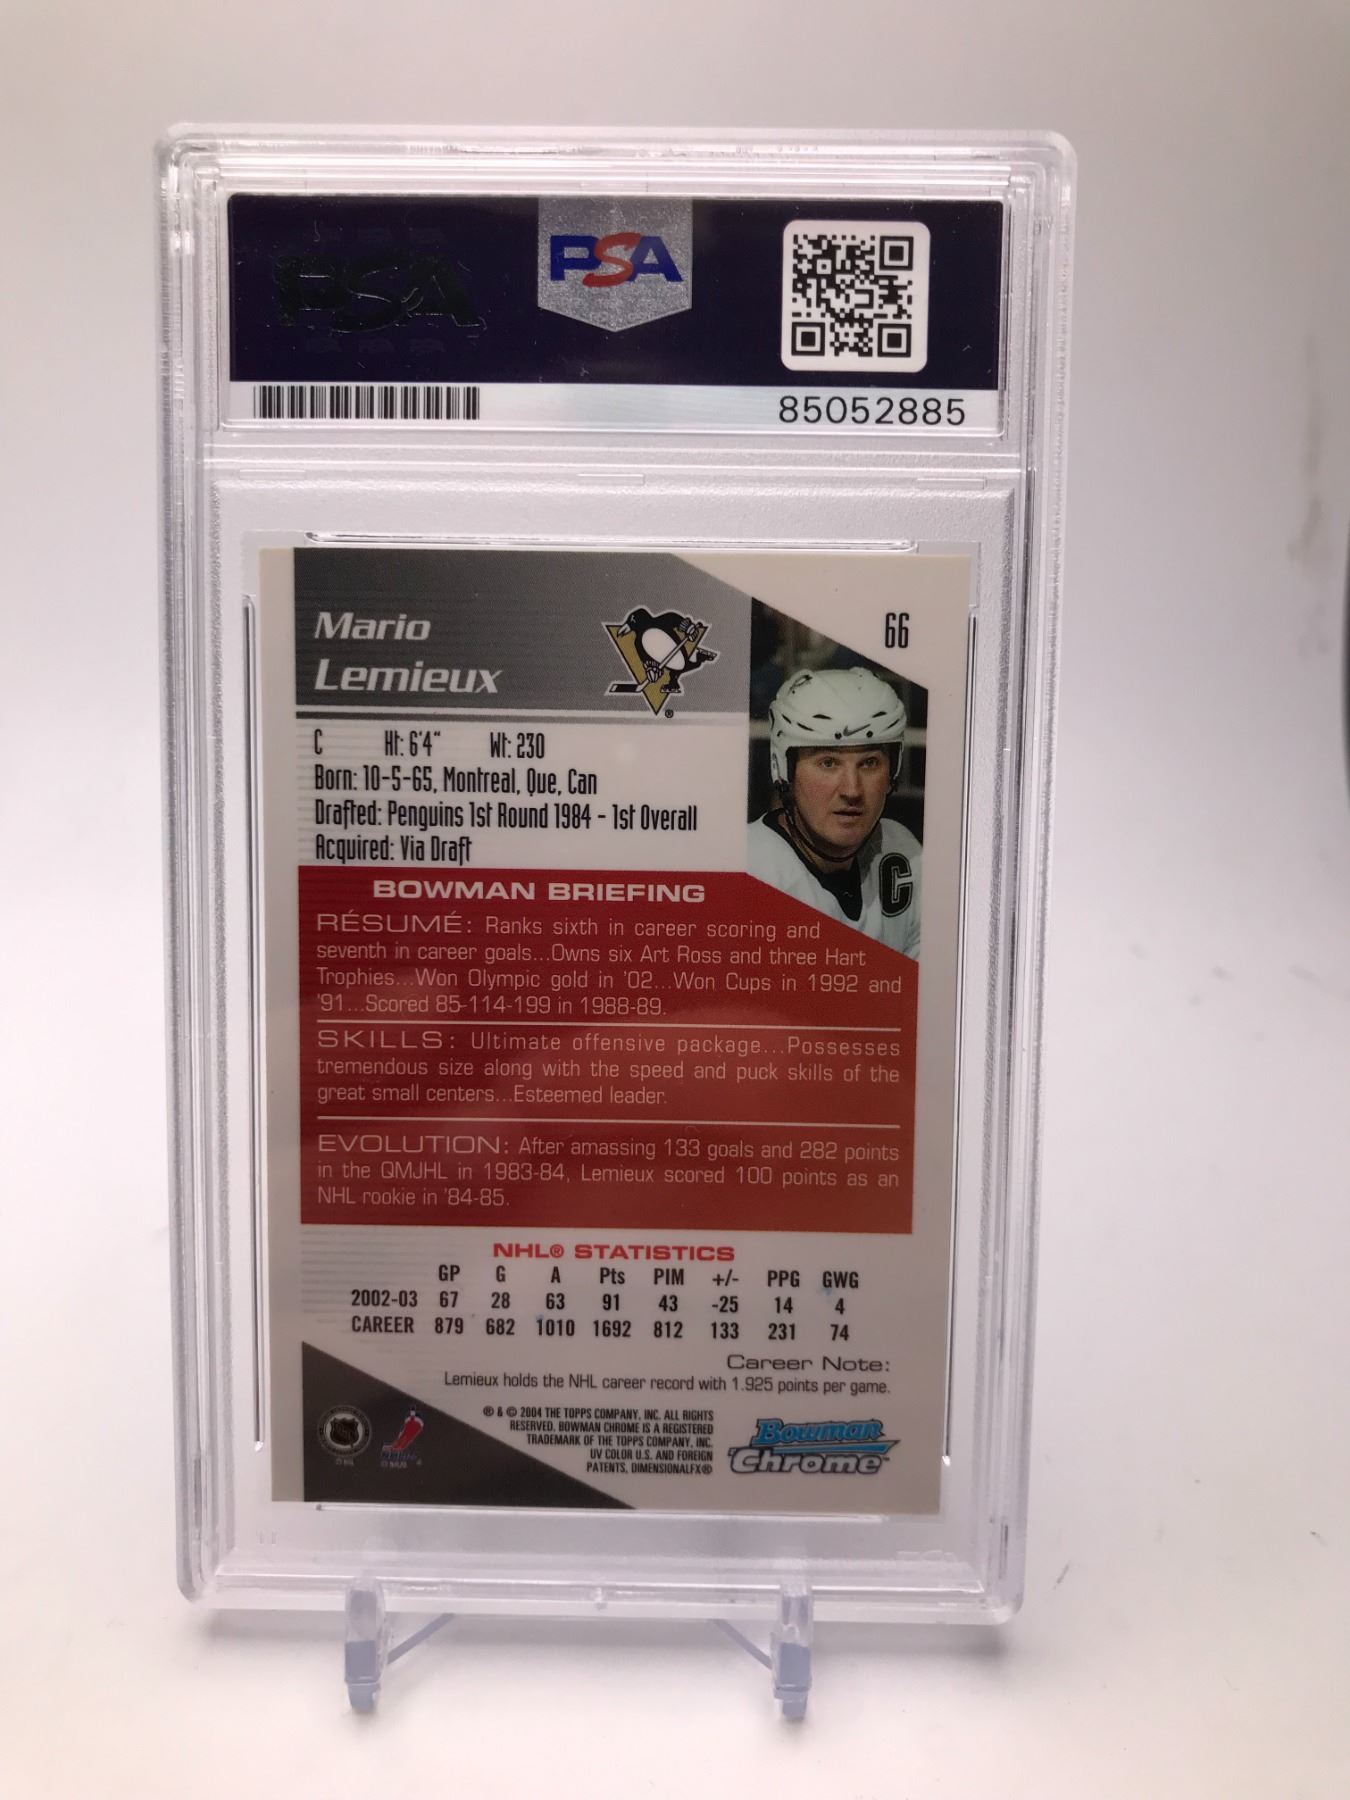 PSA
PSA
85052885
Mario
Lemieux
66
C Ht: 6'4" Wt: 230
Born: 10-5-65, Montreal, Que, Can
Drafted: Penguins 1st Round 1984 - 1st Overall
Acquired: Via Draft
C
BOWMAN BRIEFING
RÉSUMÉ: Ranks sixth in career scoring and
seventh in career goals...Owns six Art Ross and three Hart
Trophies...Won Olympic gold in '02...Won Cups in 1992 and
'91...Scored 85-114-199 in 1988-89.
SKILLS: Ultimate offensive package...Possesses
tremendous size along with the speed and puck skills of the
great small centers...Esteemed leader.
EVOLUTION: After amassing 133 goals and 282 points
in the QMJHL in 1983-84, Lemieux scored 100 points as an
NHL rookie in '84-85.
NHL® STATISTICS
GP G A Pts PIM +/- PPG GWG
2002-03 67 28 63 91 43 -25 14 4
CAREER 879 682 1010 1692 812 133 231 74
Career Note:
Lemieux holds the NHL career record with 1.925 points per game.
® & © 2004 THE TOPPS COMPANY, INC. ALL RIGHTS
RESERVED. BOWMAN CHROME IS A REGISTERED
TRADEMARK OF THE TOPPS COMPANY, INC.
UV COLOR U.S. AND FOREIGN
PATENTS, DIMENSIONALFX®
Bowman
Chrome